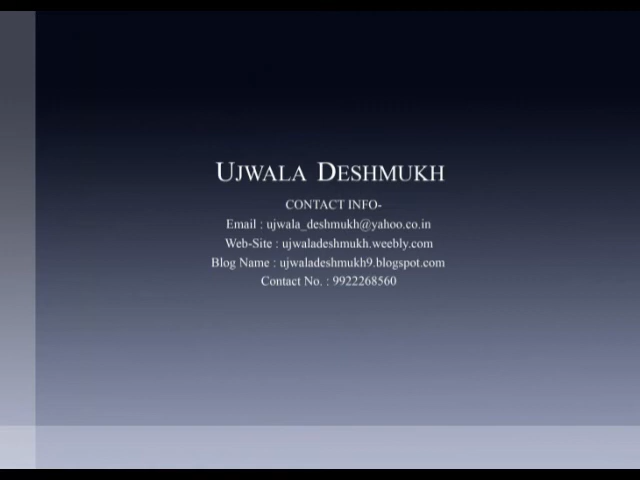 UJWALA DESHMUKH
CONTACT INFO-
Email : ujwala_deshmukh@yahoo.co.in
Web-Site : ujwaladeshmukh.weebly.com
Blog Name : ujwaladeshmukh9.blogspot.com
Contact No. : 9922268560